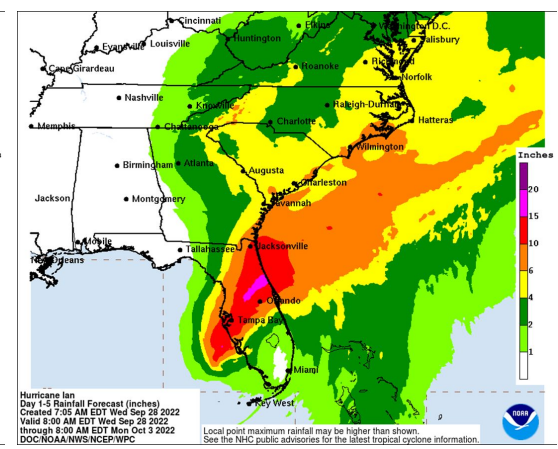 Cincinnati
Elkins
Washington D.C.
Evansville
Louisville
Huntington
Salisbury
Cape Girardeau
Roanoke
Richmond
Norfolk
Nashville
Knoxville
Raleigh-Durham
Memphis
Chattanooga
Charlotte
Hatteras
Wilmington
Birmingham
Atlanta
Augusta
Inches
Jackson
Montgomery
Charleston
Savannah
20
15
10
6
4
2
1
Mobile
Tallahassee
Jacksonville
New Orleans
Orlando
Tampa Bay
Miami
Key West
Hurricane Ian
Day 1-5 Rainfall Forecast (inches)
Created 7:05 AM EDT Wed Sep 28 2022
Valid 8:00 AM EDT Wed Sep 28 2022
through 8:00 AM EDT Mon Oct 3 2022
DOC/NOAA/NWS/NCEP/WPC
Local point maximum rainfall may be higher than shown.
See the NHC public advisories for the latest tropical cyclone information.
NOAA